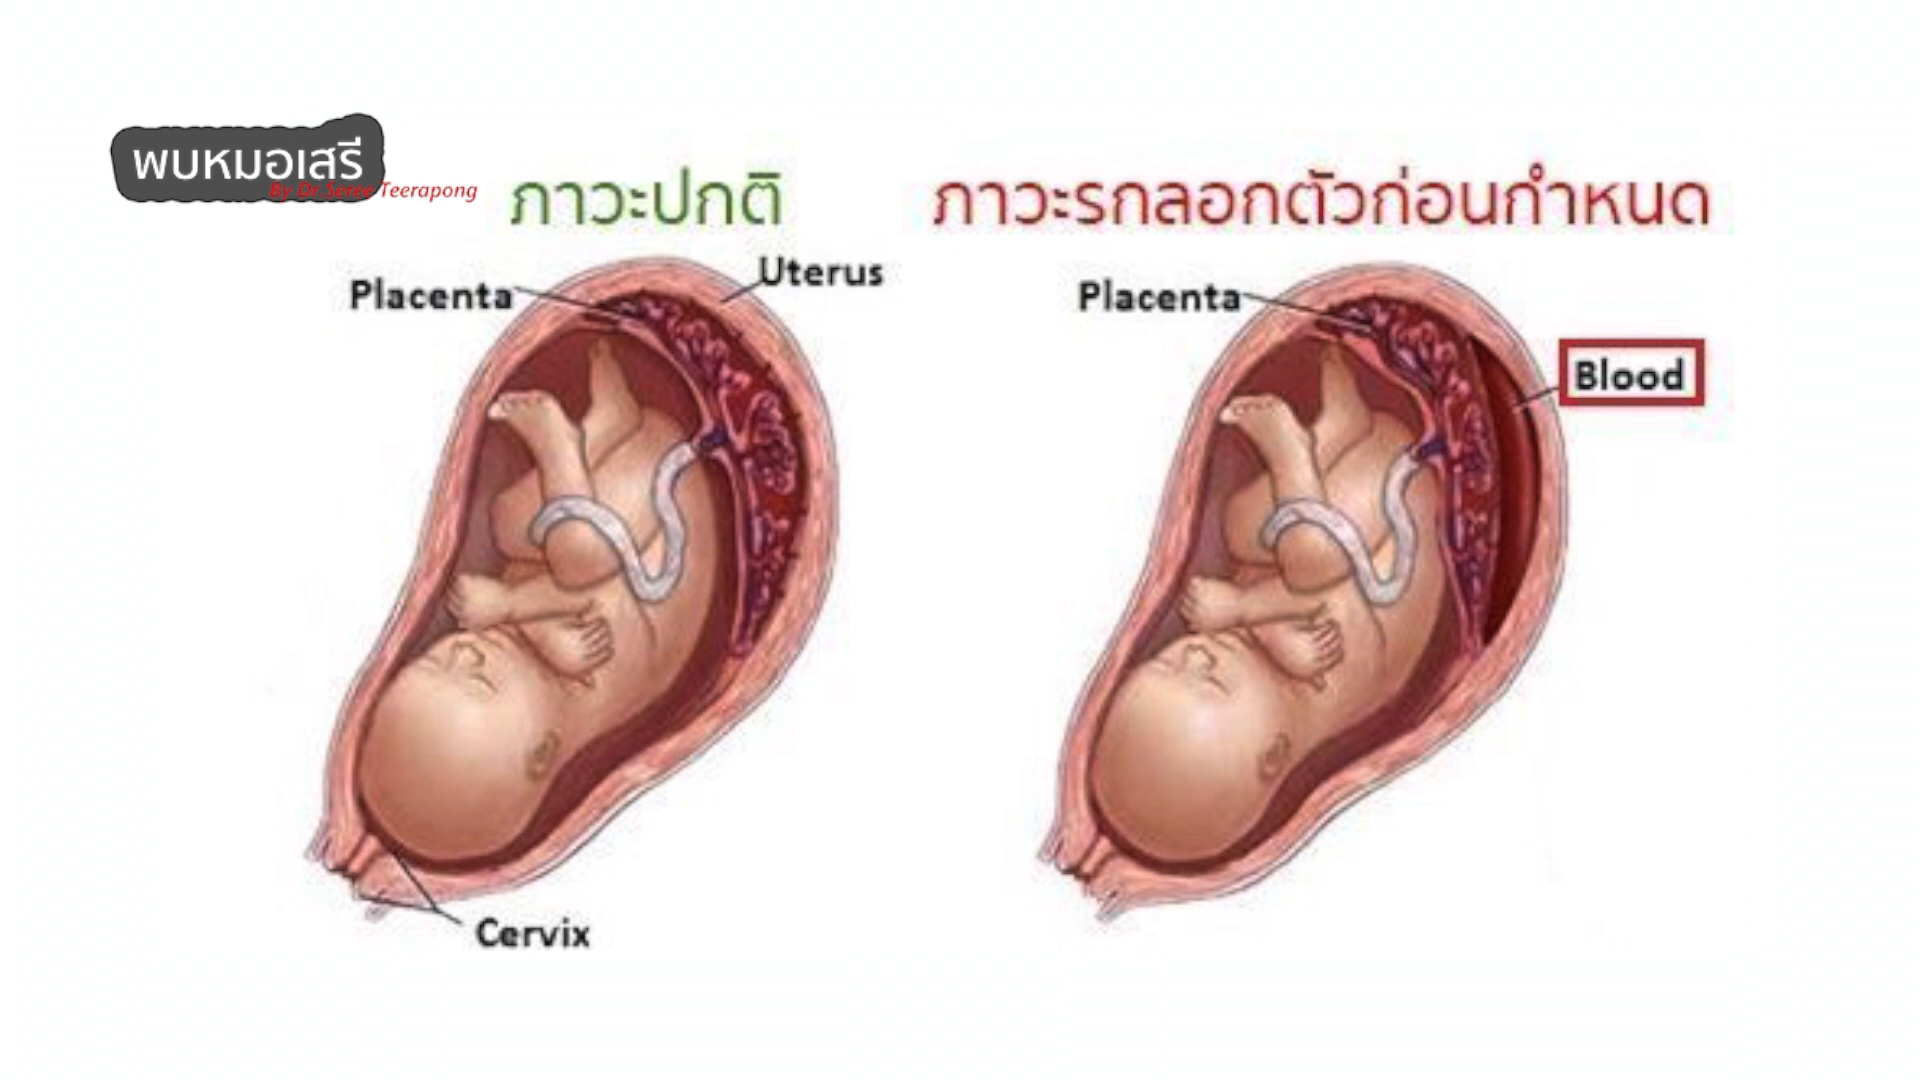 พบหมอเสรี
By Dr.Seree Teerapong
ภาวะปกติ
ภาวะรกลอกตัวก่อนกำหนด
Placenta
Uterus
Cervix
Placenta
Blood